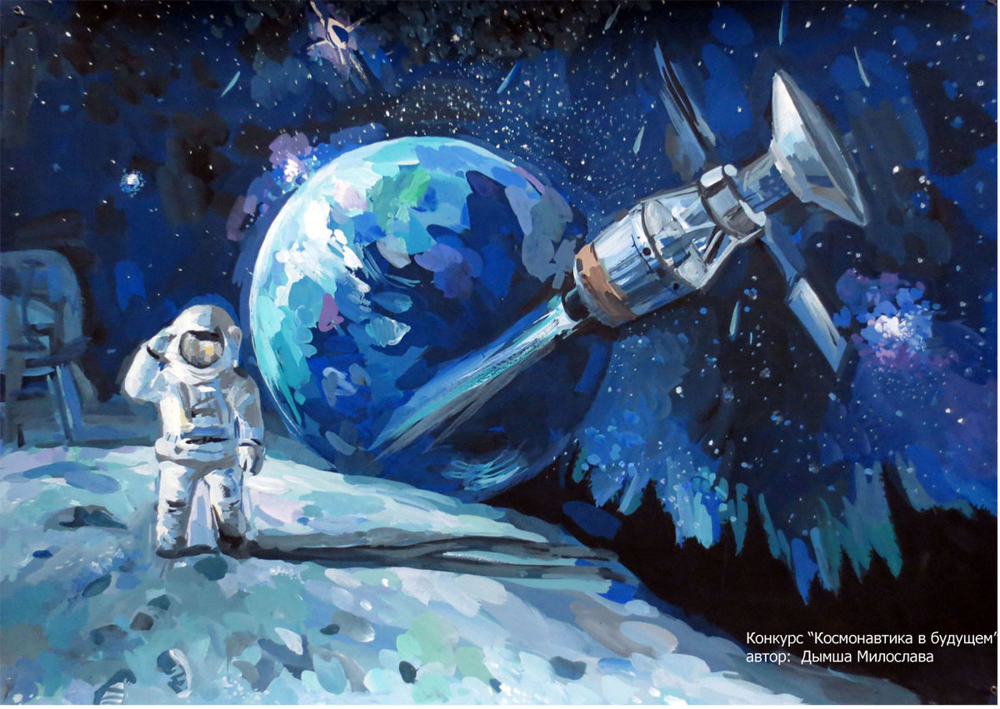 Конкурс “Космонавтика в будущем”
автор: Дымша Милослава